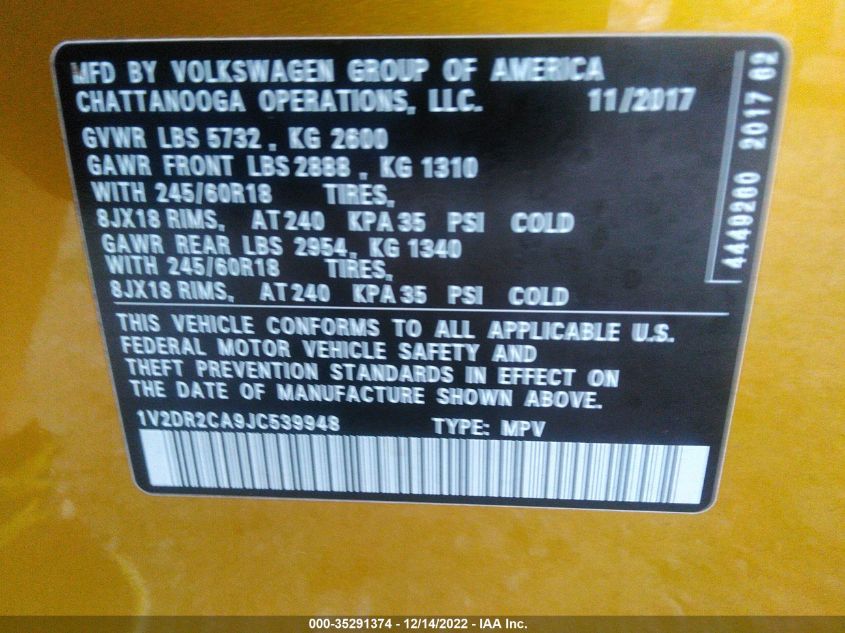 MFD BY VOLKSWAGEN GROUP OF AMERICA
CHATTANOOGA OPERATIONS, LLC. 11/2017
GVWR LBS 5732 , KG 2600
GAWR FRONT LBS 2888 , KG 1310
WITH 245/60R18 TIRES,
8JX18 RIMS, AT 240 KPA 35 PSI COLD
GAWR REAR LBS 2954, KG 1340
WITH 245/60R18 TIRES,
8JX18 RIMS, AT 240 KPA 35 PSI COLD
4449260 2017 02
THIS VEHICLE CONFORMS TO ALL APPLICABLE U.S.
FEDERAL MOTOR VEHICLE SAFETY AND
THEFT PREVENTION STANDARDS IN EFFECT ON
THE DATE OF MANUFACTURE SHOWN ABOVE.
1V2DR2CA9JC539948 TYPE: MPV
000-35291374 - 12/14/2022 - IAA Inc.